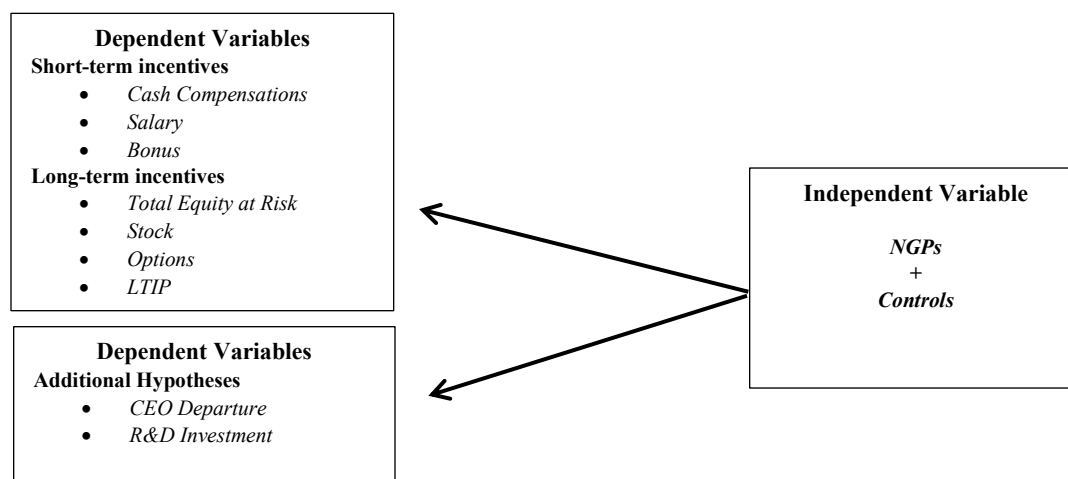 Dependent Variables
Short-term incentives
• Cash Compensations
• Salary
• Bonus
Long-term incentives
• Total Equity at Risk
• Stock
• Options
• LTIP
Dependent Variables
Additional Hypotheses
• CEO Departure
• R&D Investment
Independent Variable
NGPs
+
Controls